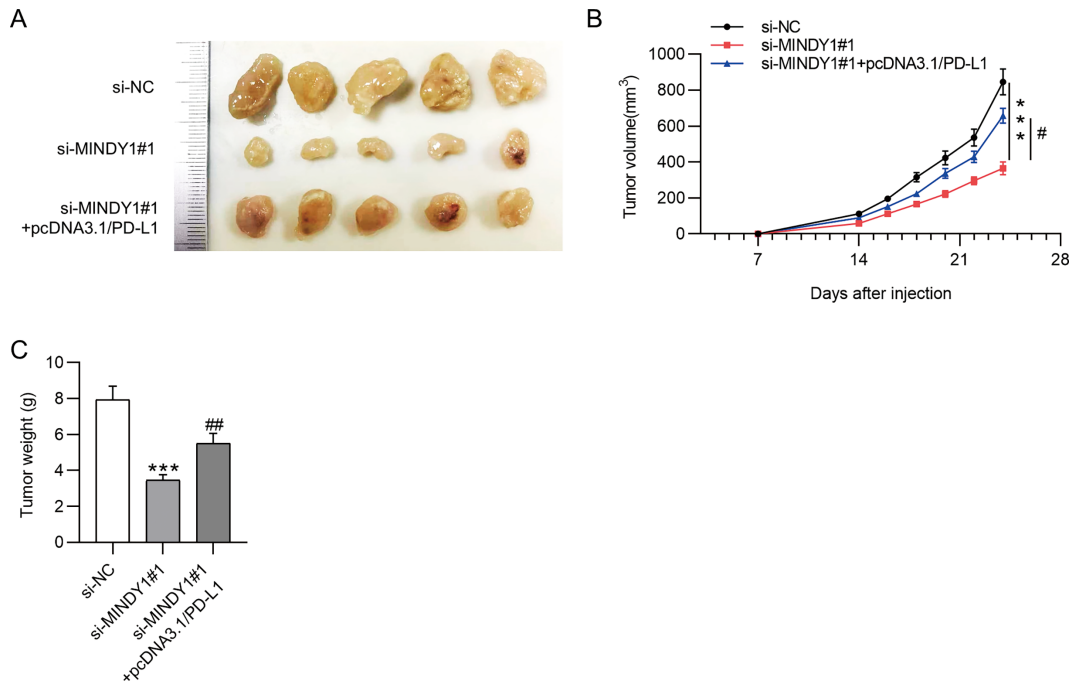 A
si-NC
si-MINDY1#1
si-MINDY1#1
+pcDNA3.1/PD-L1
B
si-NC
si-MINDY1#1
si-MINDY1#1+pcDNA3.1/PD-L1
Tumor volume(mm3)
1000
800
600
400
200
0
7 14 21 28
Days after injection
***
#
C
Tumor weight (g)
10
8
6
4
2
0
***
##
si-NC
si-MINDY1#1
si-MINDY1#1
+pcDNA3.1/PD-L1